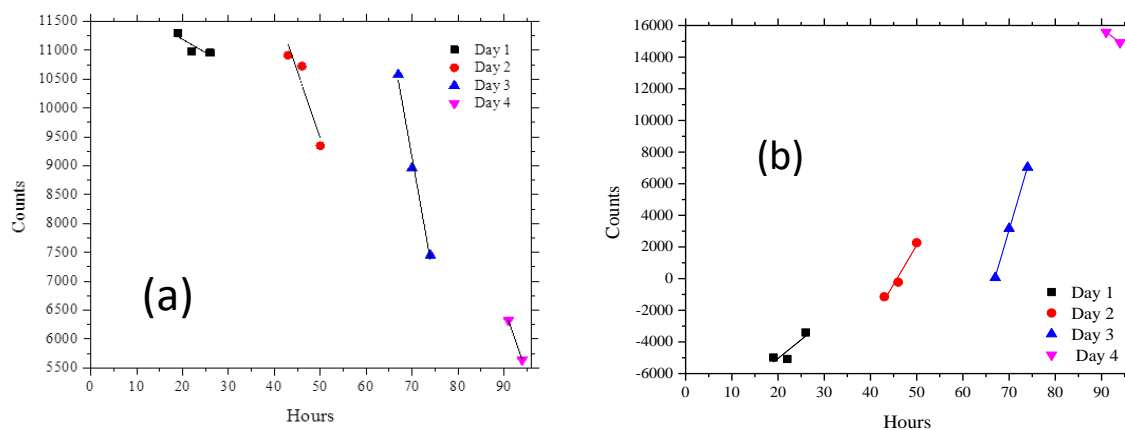 11500
11000
10500
10000
9500
9000
8500
8000
7500
7000
6500
6000
5500
0 10 20 30 40 50 60 70 80 90
Counts
Hours
Day 1
Day 2
Day 3
Day 4
(a)
16000
14000
12000
10000
8000
6000
4000
2000
0
-2000
-4000
-6000
0 10 20 30 40 50 60 70 80 90
Counts
Hours
Day 1
Day 2
Day 3
Day 4
(b)